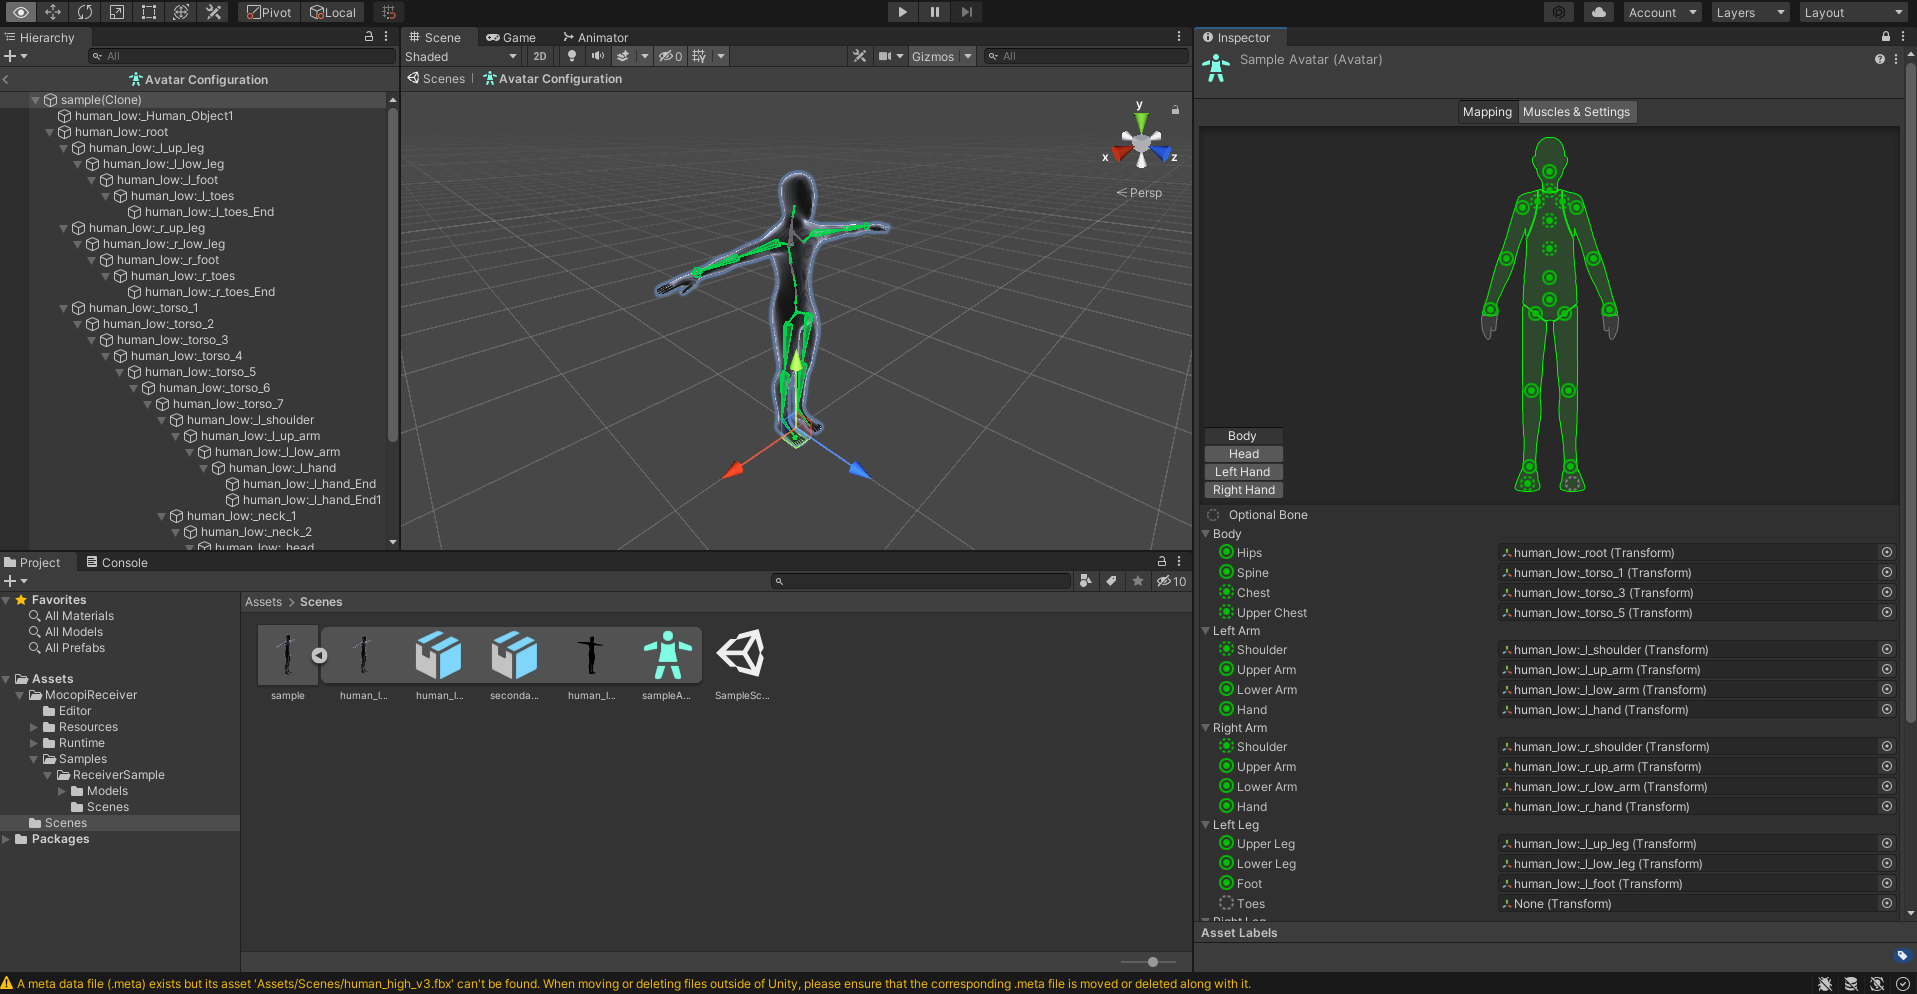 Pivot Local Account Layers Layout
Hierarchy
All
Avatar Configuration
sample(Clone)
human_low:_Human_Object1
human_low:_root
human_low:_l_up_leg
human_low:_l_low_leg
human_low:_l_foot
human_low:_l_toes
human_low:_l_toes_End
human_low:_r_up_leg
human_low:_r_low_leg
human_low:_r_foot
human_low:_r_toes
human_low:_r_toes_End
human_low:_torso_1
human_low:_torso_2
human_low:_torso_3
human_low:_torso_4
human_low:_torso_5
human_low:_torso_6
human_low:_torso_7
human_low:_l_shoulder
human_low:_l_up_arm
human_low:_l_low_arm
human_low:_l_hand
human_low:_l_hand_End
human_low:_l_hand_End1
human_low:_neck_1
human_low:_neck_2
human_low:_head
Scene Game Animator
Shaded 2D 0 Gizmos All
Scenes Avatar Configuration
y
x z
Persp
Inspector
Sample Avatar (Avatar)
Mapping Muscles & Settings
Body
Head
Left Hand
Right Hand
Optional Bone
Body
Hips human_low:_root (Transform)
Spine human_low:_torso_1 (Transform)
Chest human_low:_torso_3 (Transform)
Upper Chest human_low:_torso_5 (Transform)
Left Arm
Shoulder human_low:_l_shoulder (Transform)
Upper Arm human_low:_l_up_arm (Transform)
Lower Arm human_low:_l_low_arm (Transform)
Hand human_low:_l_hand (Transform)
Right Arm
Shoulder human_low:_r_shoulder (Transform)
Upper Arm human_low:_r_up_arm (Transform)
Lower Arm human_low:_r_low_arm (Transform)
Hand human_low:_r_hand (Transform)
Left Leg
Upper Leg human_low:_l_up_leg (Transform)
Lower Leg human_low:_l_low_leg (Transform)
Foot human_low:_l_foot (Transform)
Toes None (Transform)
Right Leg
Asset Labels
Project Console
10
Favorites
All Materials
All Models
All Prefabs
Assets
MocopiReceiver
Editor
Resources
Runtime
Samples
ReceiverSample
Models
Scenes
Scenes
Packages
Assets > Scenes
sample human_l... human_l... seconda... human_l... sampleA... SampleSc...
A meta data file (.meta) exists but its asset 'Assets/Scenes/human_high_v3.fbx' can't be found. When moving or deleting files outside of Unity, please ensure that the corresponding .meta file is moved or deleted along with it.